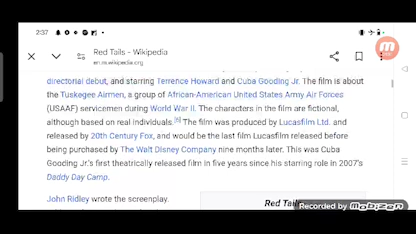 2:37
Red Tails – Wikipedia
en.m.wikipedia.org
directorial debut, and starring Terrence Howard and Cuba Gooding Jr. The film is about
the Tuskegee Airmen, a group of African-American United States Army Air Forces
(USAAF) servicemen during World War II. The characters in the film are fictional,
although based on real individuals.[6] The film was produced by Lucasfilm Ltd. and
released by 20th Century Fox, and would be the last film Lucasfilm released before
being purchased by The Walt Disney Company nine months later. This was Cuba
Gooding Jr.'s first theatrically released film in five years since his starring role in 2007's
Daddy Day Camp.
John Ridley wrote the screenplay.
Red Tails
Recorded by Mobizen